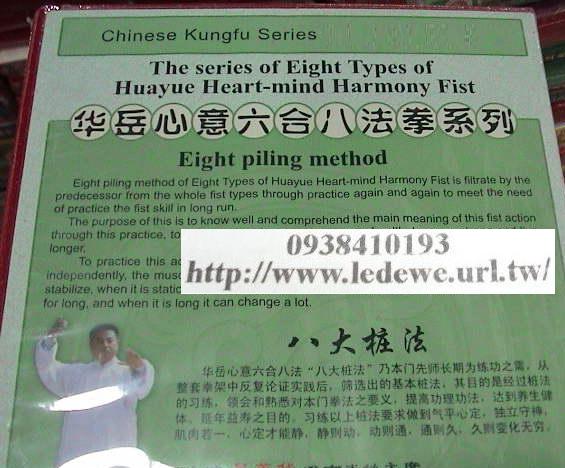 Chinese Kungfu Series
The series of Eight Types of
Huayue Heart-mind Harmony Fist
华岳心意六合八法拳系列
Eight piling method
Eight piling method of Eight Types of Huayue Heart-mind Harmony Fist is filtrate by the
predecessor from the whole fist types through practice again and again to meet the need
of practice the fist skill in long run.
The purpose of this is to know well and comprehend the main meaning of this fist action
through this practice, to
longer,
To practice this
independently, the
stabilize, when it is
for long, and when it is long it can change a lot.
0938410193
http://www.ledewe.url.tw/
八大桩法
华岳心意六合八法“八大桩法”乃本门先师长期为练功之需，从
整套拳架中反复论证实践后，筛选出的基本桩法，其目的是经过桩法
的习练，领会和熟悉对本门拳法之要义，提高功理功法，达到养生健
体、延年益寿之目的。习练以上桩法要求做到气平心定，独立守神，
肌肉若一，心定才能静，静则动，动则通，通则久，久则变化无穷。